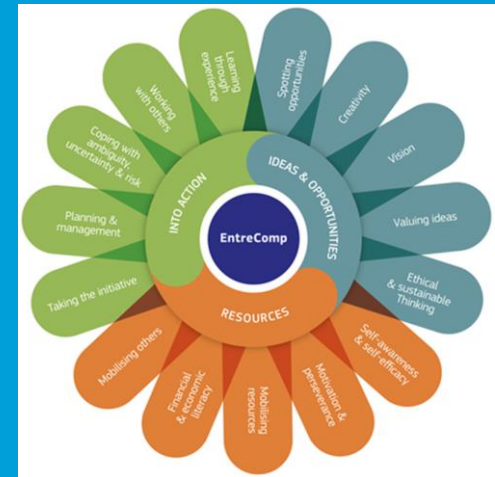 EntreComp
IDEAS & OPPORTUNITIES
Spotting
opportunities
Creativity
Vision
Valuing ideas
Ethical
& sustainable
Thinking
RESOURCES
Self-awareness
& self-efficacy
Motivation &
perseverance
Mobilising
resources
Financial
& economic
literacy
Mobilising others
INTO ACTION
Taking the initiative
Planning &
management
Coping with
ambiguity,
uncertainty & risk
Working
with others
Learning
through
experience